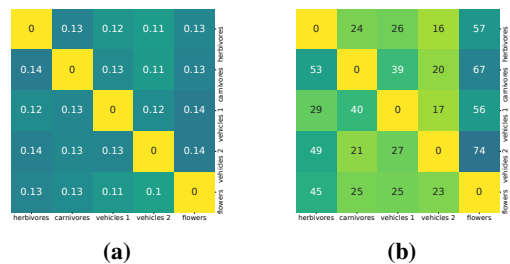 0 0.13 0.12 0.11 0.13 herbivores
0.14 0 0.13 0.11 0.13 carnivores
0.12 0.13 0 0.12 0.14 vehicles 1
0.14 0.13 0.13 0 0.14 vehicles 2
0.13 0.13 0.11 0.1 0 flowers
herbivores carnivores vehicles 1 vehicles 2 flowers
(a)
0 24 26 16 57 herbivores
53 0 39 20 67 carnivores
29 40 0 17 56 vehicles 1
49 21 27 0 74 vehicles 2
45 25 25 23 0 flowers
herbivores carnivores vehicles 1 vehicles 2 flowers
(b)